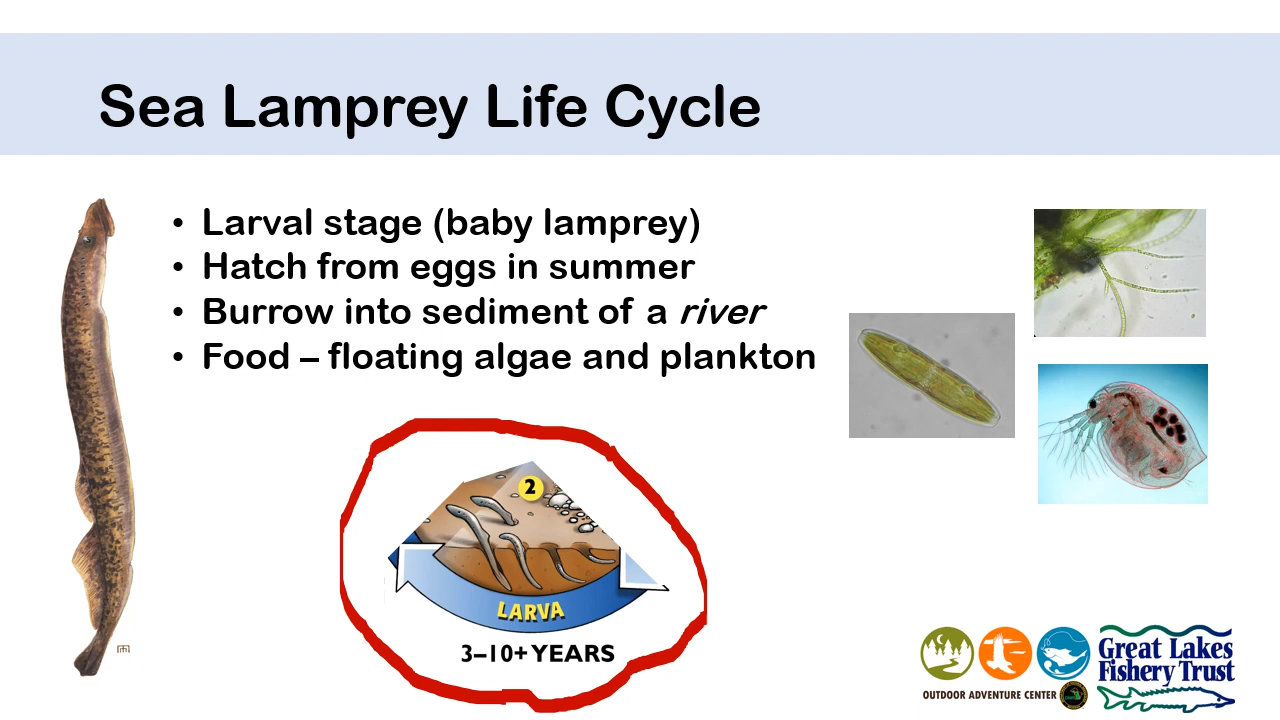 Sea Lamprey Life Cycle
• Larval stage (baby lamprey)
• Hatch from eggs in summer
• Burrow into sediment of a river
• Food – floating algae and plankton
2
LARVA
3–10+ YEARS
OUTDOOR ADVENTURE CENTER
Great Lakes
Fishery Trust